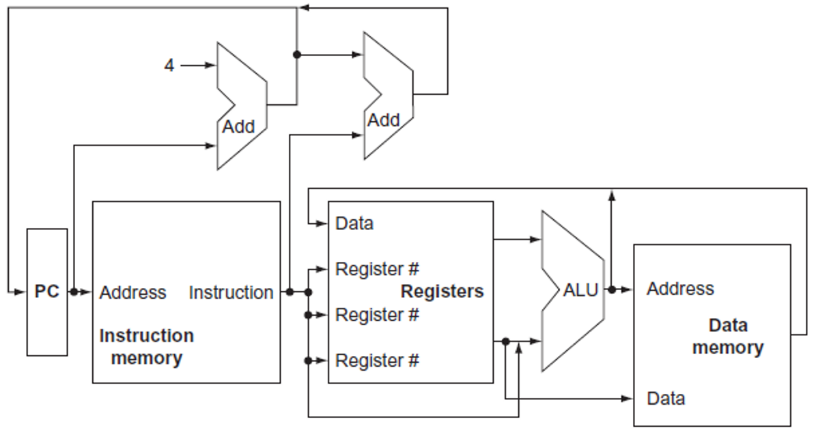 4
Add
Add
Data
Register #
Registers
Register #
Register #
PC
Address
Instruction
Instruction
memory
ALU
Address
Data
memory
Data